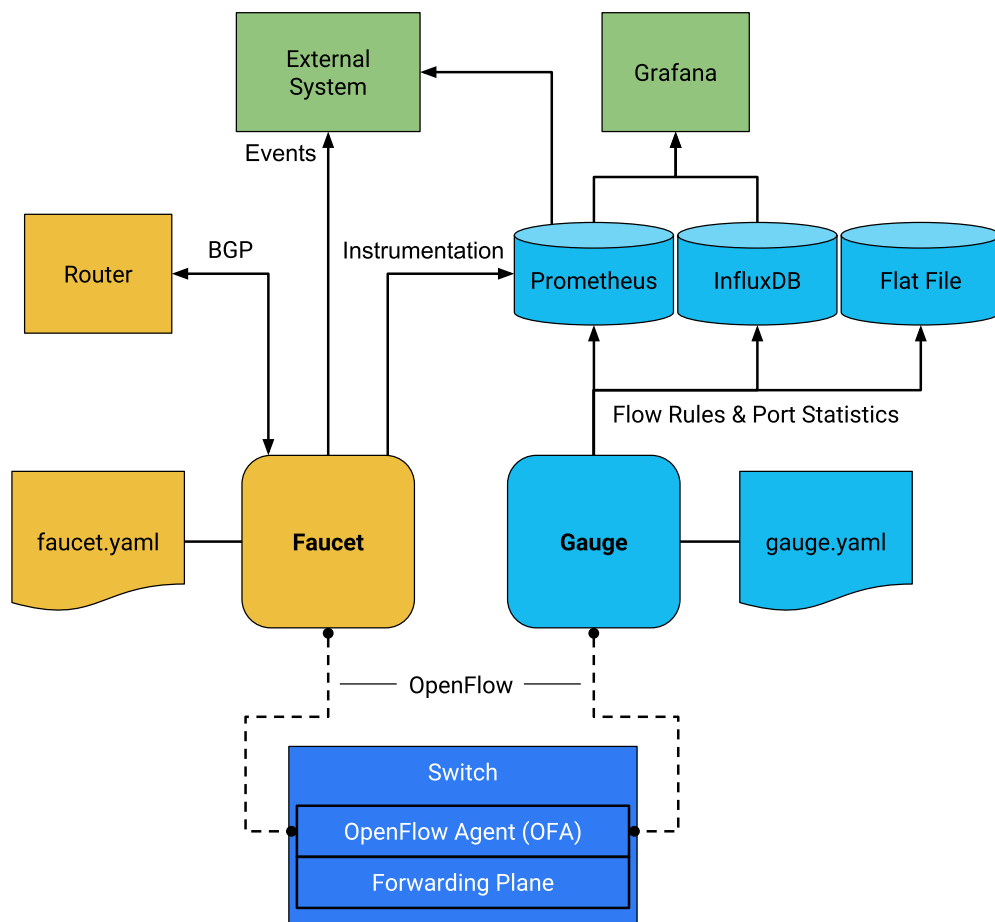 External
System
Grafana
Events
Router
BGP
Instrumentation
Prometheus
InfluxDB
Flat File
Flow Rules & Port Statistics
faucet.yaml
Faucet
Gauge
gauge.yaml
OpenFlow
Switch
OpenFlow Agent (OFA)
Forwarding Plane